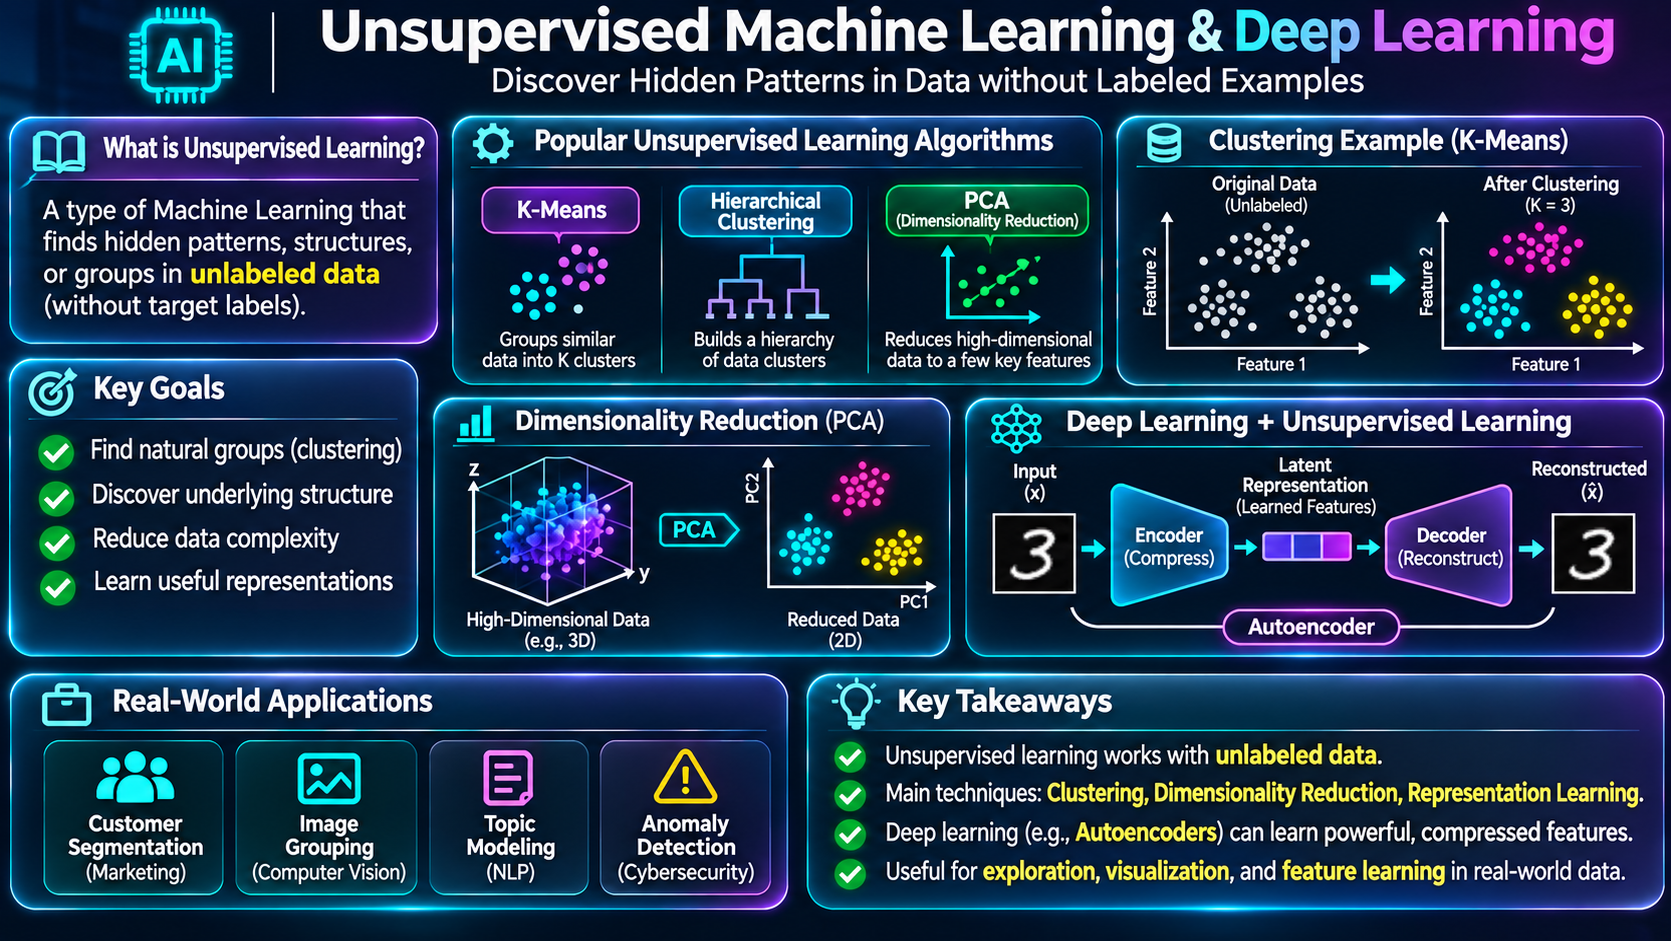 AI
Unsupervised Machine Learning & Deep Learning
Discover Hidden Patterns in Data without Labeled Examples
What is Unsupervised Learning?
A type of Machine Learning that
finds hidden patterns, structures,
or groups in unlabeled data
(without target labels).
Popular Unsupervised Learning Algorithms
K-Means
Groups similar
data into K clusters
Hierarchical
Clustering
Builds a hierarchy
of data clusters
PCA
(Dimensionality Reduction)
Reduces high-dimensional
data to a few key features
Clustering Example (K-Means)
Original Data
(Unlabeled)
Feature 2
Feature 1
After Clustering
(K = 3)
Feature 2
Feature 1
Key Goals
Find natural groups (clustering)
Discover underlying structure
Reduce data complexity
Learn useful representations
Dimensionality Reduction (PCA)
z
y
High-Dimensional Data
(e.g., 3D)
PCA
PC2
PC1
Reduced Data
(2D)
Deep Learning + Unsupervised Learning
Input
(x)
3
Encoder
(Compress)
Latent
Representation
(Learned Features)
Decoder
(Reconstruct)
Reconstructed
(x̂)
3
Autoencoder
Real-World Applications
Customer
Segmentation
(Marketing)
Image
Grouping
(Computer Vision)
Topic
Modeling
(NLP)
Anomaly
Detection
(Cybersecurity)
Key Takeaways
Unsupervised learning works with unlabeled data.
Main techniques: Clustering, Dimensionality Reduction, Representation Learning.
Deep learning (e.g., Autoencoders) can learn powerful, compressed features.
Useful for exploration, visualization, and feature learning in real-world data.